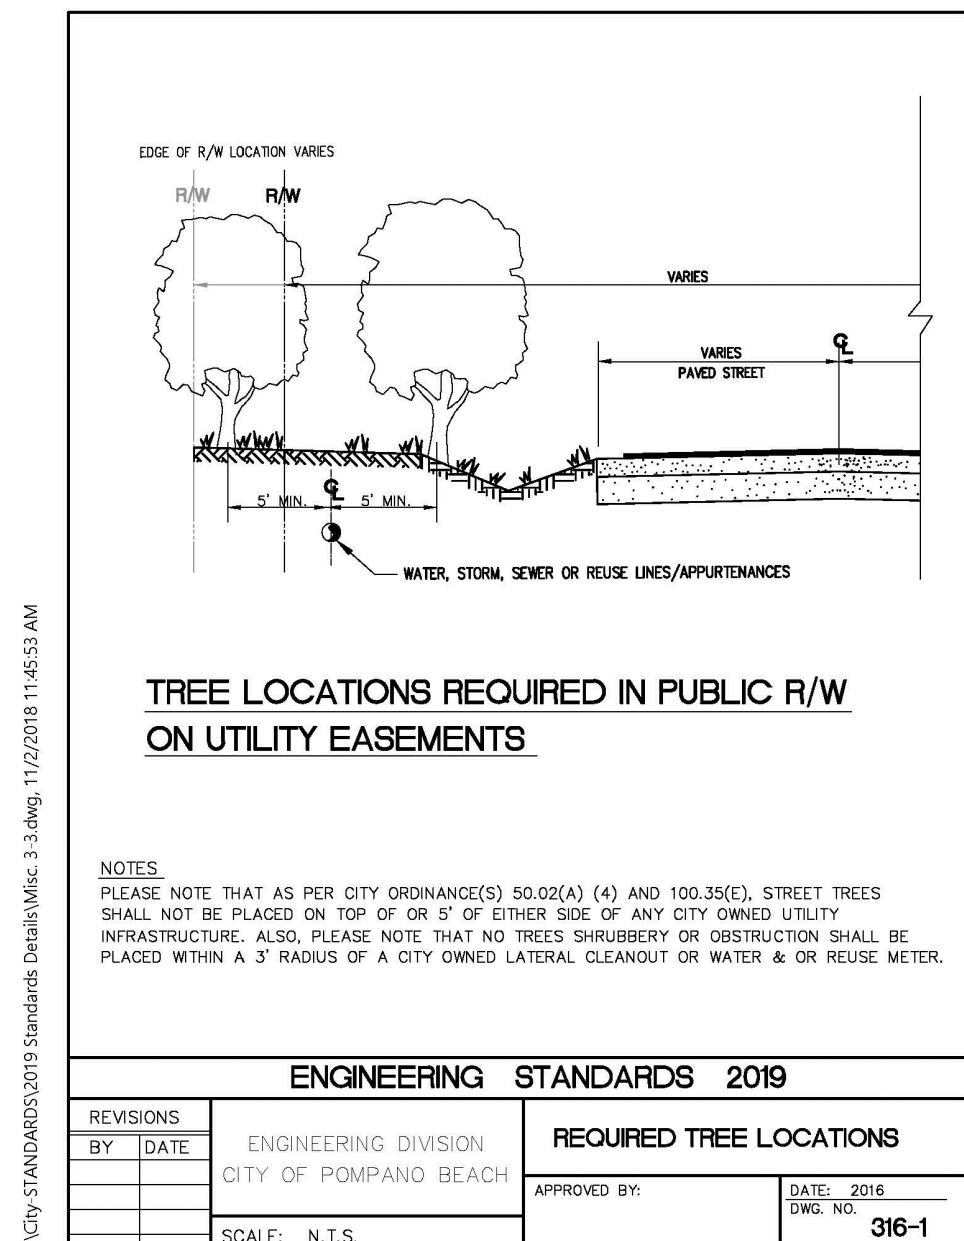 EDGE OF R/W LOCATION VARIES
R/W R/W
VARIES
C L
VARIES
PAVED STREET
C L
5' MIN. 5' MIN.
WATER, STORM, SEWER OR REUSE LINES/APPURTENANCES
TREE LOCATIONS REQUIRED IN PUBLIC R/W
ON UTILITY EASEMENTS
NOTES
PLEASE NOTE THAT AS PER CITY ORDINANCE(S) 50.02(A) (4) AND 100.35(E), STREET TREES
SHALL NOT BE PLACED ON TOP OF OR 5' OF EITHER SIDE OF ANY CITY OWNED UTILITY
INFRASTRUCTURE. ALSO, PLEASE NOTE THAT NO TREES SHRUBBERY OR OBSTRUCTION SHALL BE
PLACED WITHIN A 3' RADIUS OF A CITY OWNED LATERAL CLEANOUT OR WATER & OR REUSE METER.
ENGINEERING STANDARDS 2019
REVISIONS
BY DATE
ENGINEERING DIVISION
CITY OF POMPANO BEACH
SCALE: N.T.S.
REQUIRED TREE LOCATIONS
APPROVED BY:
DATE: 2016
DWG. NO.
316-1
\City-STANDARDS\2019 Standards Details\Misc. 3-3.dwg, 11/2/2018 11:45:53 AM